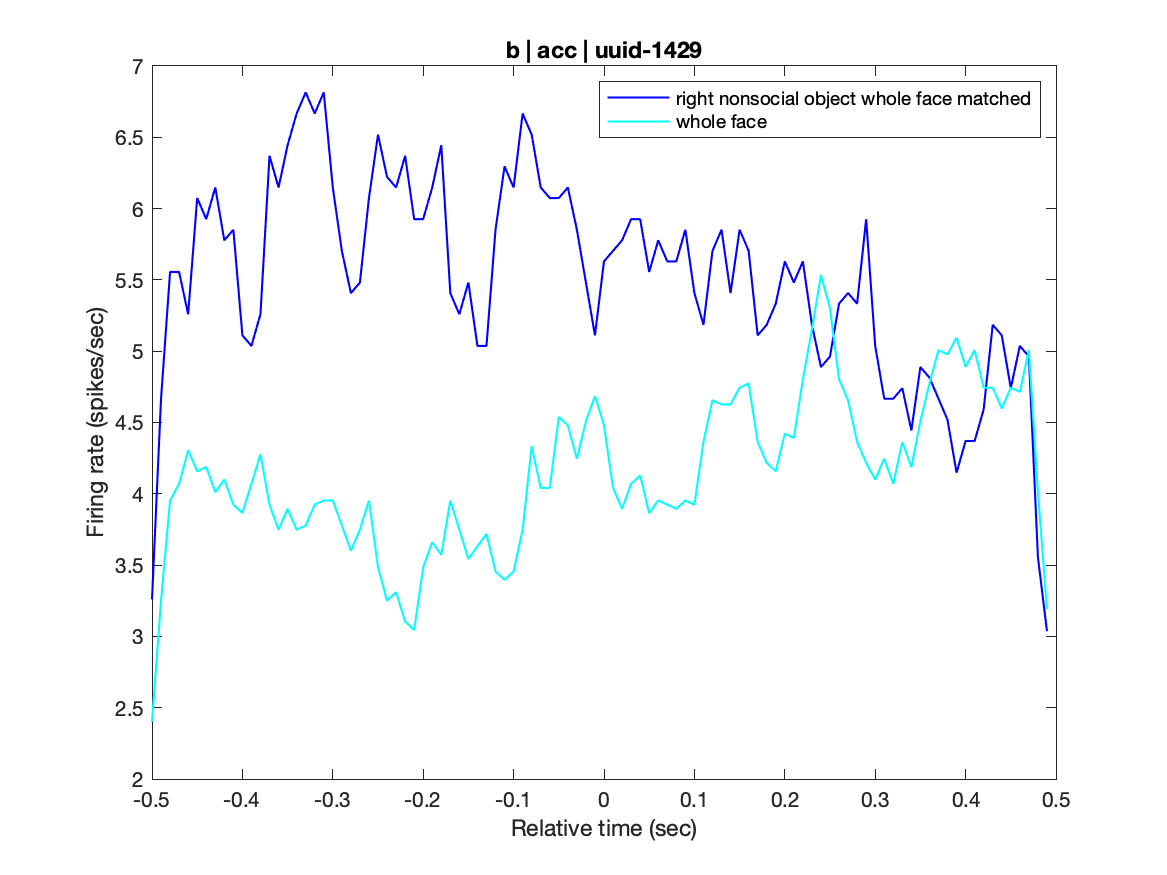 b | acc | uuid-1429
7
6.5
6
5.5
5
4.5
4
3.5
3
2.5
2
Firing rate (spikes/sec)
right nonsocial object whole face matched
whole face
-0.5 -0.4 -0.3 -0.2 -0.1 0 0.1 0.2 0.3 0.4 0.5
Relative time (sec)